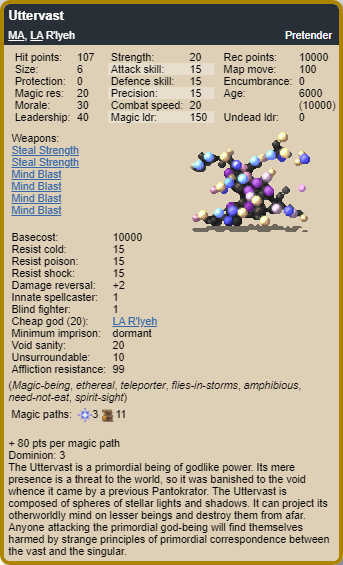 Uttervast
MA, LA R'lyeh Pretender
Hit points: 107 Strength: 20 Rec points: 10000
Size: 6 Attack skill: 15 Map move: 100
Protection: 0 Defence skill: 15 Encumbrance: 0
Magic res: 20 Precision: 15 Age: 6000
Morale: 30 Combat speed: 20 (10000)
Leadership: 40 Magic ldr: 150 Undead ldr: 0
Weapons:
Steal Strength
Steal Strength
Mind Blast
Mind Blast
Mind Blast
Mind Blast
Basecost: 10000
Resist cold: 15
Resist poison: 15
Resist shock: 15
Damage reversal: +2
Innate spellcaster: 1
Blind fighter: 1
Cheap god (20): LA R'lyeh
Minimum imprison: dormant
Void sanity: 20
Unsurroundable: 10
Affliction resistance: 99
(Magic-being, ethereal, teleporter, flies-in-storms, amphibious,
need-not-eat, spirit-sight)
Magic paths: 3 11
+ 80 pts per magic path
Dominion: 3
The Uttervast is a primordial being of godlike power. Its mere
presence is a threat to the world, so it was banished to the void
whence it came by a previous Pantokrator. The Uttervast is
composed of spheres of stellar lights and shadows. It can project its
otherworldly mind on lesser beings and destroy them from afar.
Anyone attacking the primordial god-being will find themselves
harmed by strange principles of primordial correspondence between
the vast and the singular.